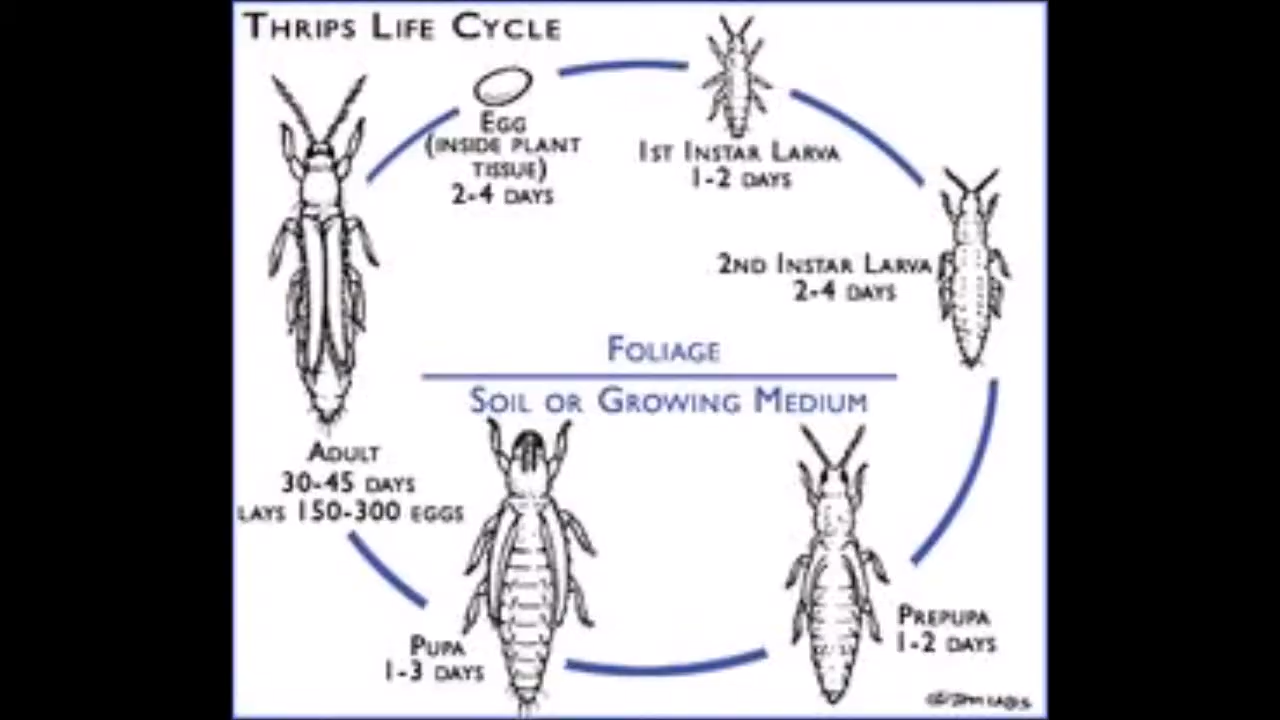 THRIPS LIFE CYCLE
EGG
(INSIDE PLANT
TISSUE)
2-4 DAYS
1ST INSTAR LARVA
1-2 DAYS
2ND INSTAR LARVA
2-4 DAYS
FOLIAGE
SOIL OR GROWING MEDIUM
ADULT
30-45 DAYS
LAYS 150-300 EGGS
PREPUPA
1-2 DAYS
PUPA
1-3 DAYS